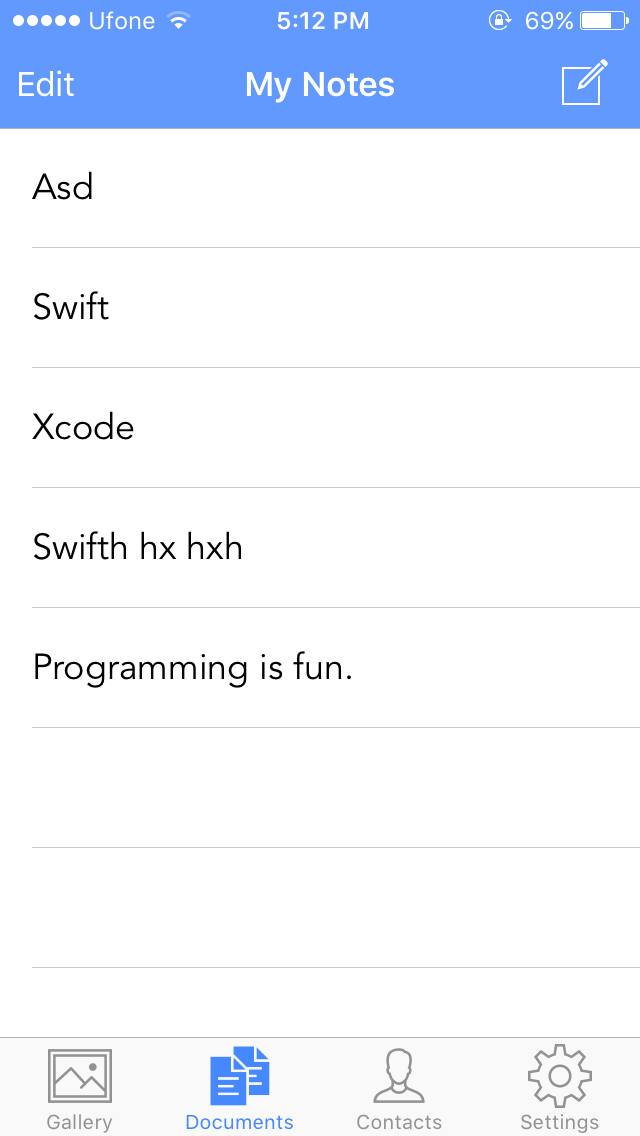 Ufone 5:12 PM 69%
Edit My Notes
Asd
Swift
Xcode
Swifth hx hxh
Programming is fun.
Gallery Documents Contacts Settings